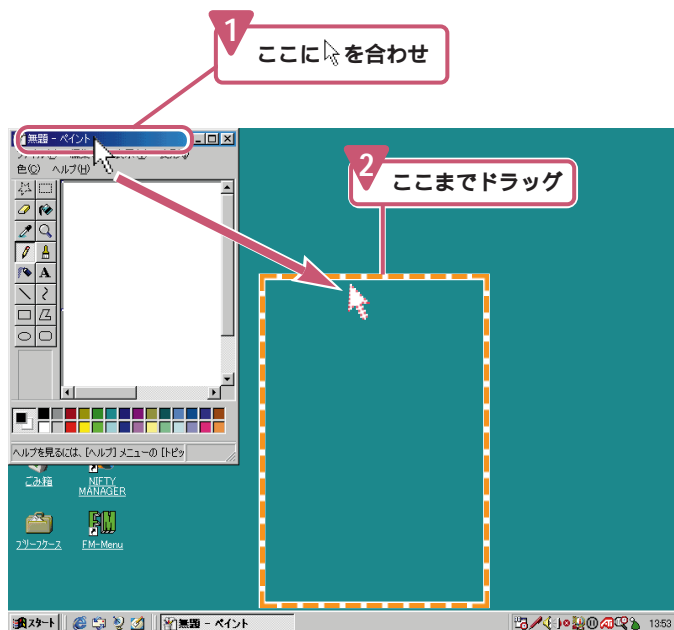 1
ここに を合わせ
無題 - ペイント
色(C) ヘルプ(H)
2
ここまでドラッグ
A
ヘルプを見るには、[ヘルプ] メニューの [トピッ
ごみ箱
NIFTY
MANAGER
ブリーフケース
FM
FM-Menu
スタート
無題 - ペイント
13:53